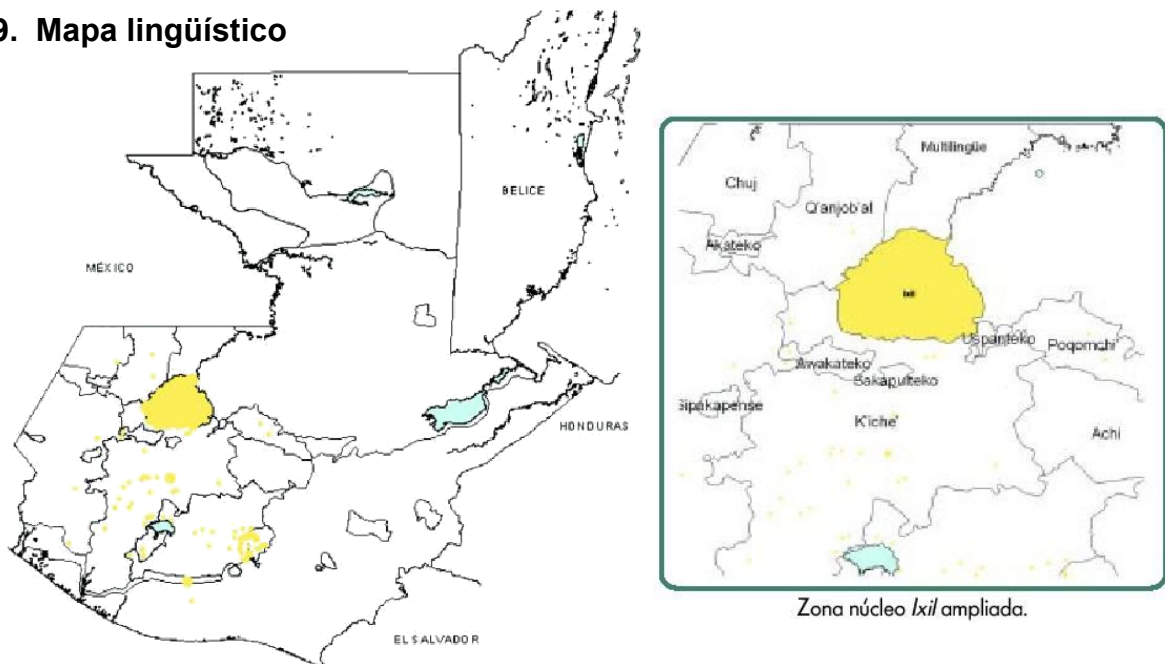 9. Mapa lingüístico
BELICE
MÉXICO
HONDURAS
EL SALVADOR
Multilingüe
Chuj
Q'anjob'al
Akateko
Ixil
Uspanteko
Poqomchi'
Awakateko
Sakapulteko
Sipakapense
K'iche'
Achi
Zona núcleo Ixil ampliada.